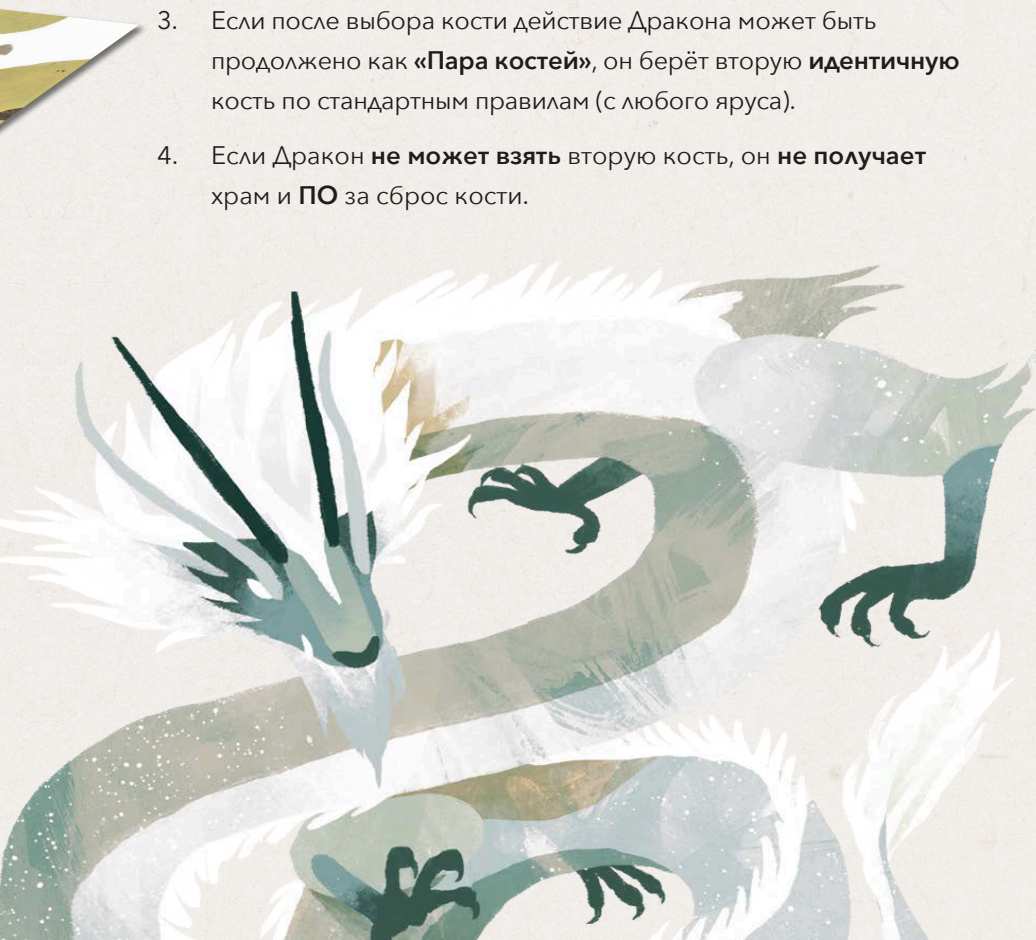 3. Если после выбора кости действие Дракона может быть
продолжено как «Пара костей», он берёт вторую идентичную
кость по стандартным правилам (с любого яруса).
4. Если Дракон не может взять вторую кость, он не получает
храм и ПО за сброс кости.